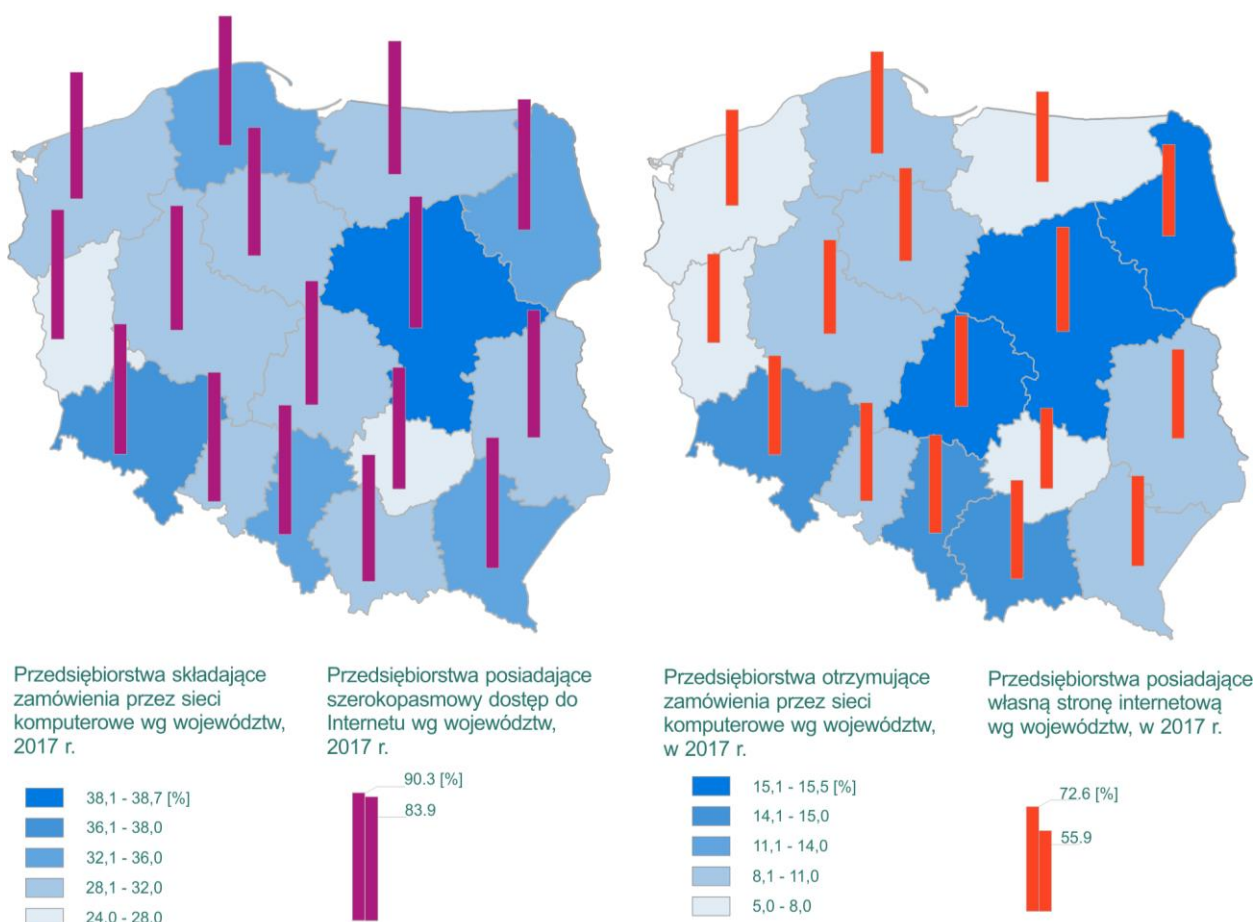 Przedsiębiorstwa składające
zamówienia przez sieci
komputerowe wg województw,
2017 r.
38,1 - 38,7 [%]
36,1 - 38,0
32,1 - 36,0
28,1 - 32,0
24,0 - 28,0
Przedsiębiorstwa posiadające
szerokopasmowy dostęp do
Internetu wg województw,
2017 r.
90.3 [%]
83.9
Przedsiębiorstwa otrzymujące
zamówienia przez sieci
komputerowe wg województw,
w 2017 r.
15,1 - 15,5 [%]
14,1 - 15,0
11,1 - 14,0
8,1 - 11,0
5,0 - 8,0
Przedsiębiorstwa posiadające
własną stronę internetową
wg województw, w 2017 r.
72.6 [%]
55.9